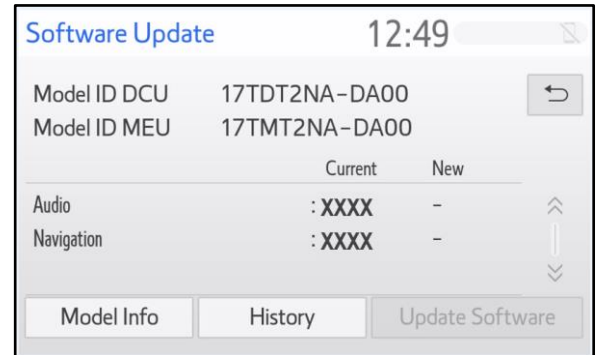 Software Update 12:49
Model ID DCU 17TDT2NA-DA00
Model ID MEU 17TMT2NA-DA00
Current New
Audio : XXXX -
Navigation : XXXX -
Model Info History Update Software